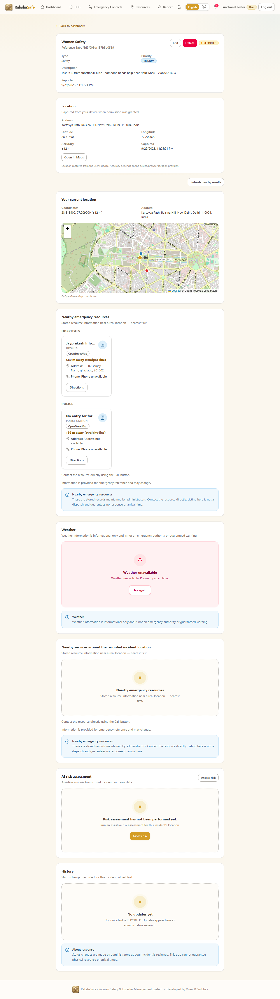 RakshaSafe
Dashboard
SOS
Emergency Contacts
Resources
Report
English
हिंदी
Functional Tester
User
Log out
← Back to dashboard
Women Safety
Reference 6abbf6d9f003df137b5b0569
Edit
Delete
REPORTED
Type
Safety
Priority
MEDIUM
Description
Test SOS from functional suite - someone needs help near Hauz Khas. 1790703316031
Reported
9/29/2026, 11:05:21 PM
Location
Captured from your device when permission was granted.
Address
Kartavya Path, Raisina Hill, New Delhi, Delhi, 110004, India
Latitude
28.613900
Longitude
77.209000
Accuracy
±12 m
Captured
9/29/2026, 11:05:21 PM
Open in Maps
Location captured from the user's device. Accuracy depends on the device/browser location provider.
Refresh nearby results
Your current location
Coordinates
28.613900, 77.209000 (±12 m)
Address
Kartavya Path, Raisina Hill, New Delhi, Delhi, 110004,
India
+
−
Central Vista
Kartavya Path
Ashoka Road
Leaflet | © OpenStreetMap contributors
© OpenStreetMap contributors
Nearby emergency resources
Stored resource information near a real location — nearest first.
HOSPITALS
Jayprakash Info...
HOSPITAL
OpenStreetMap
560 m away (straight-line)
Address: B-202 sanjay
Namr, ghaziabd, 201002
Phone: Phone unavailable
Directions
POLICE
No entry for for...
POLICE STATION
OpenStreetMap
160 m away (straight-line)
Address: Address not
available
Phone: Phone unavailable
Directions
Contact the resource directly using the Call button.
Information is provided for emergency reference and may change.
Nearby emergency resources
These are stored records maintained by administrators. Contact the resource directly. Listing here is not a
dispatch and guarantees no response or arrival time.
Weather
Weather information is informational only and is not an emergency authority or guaranteed warning.
Weather unavailable
Weather unavailable. Please try again later.
Try again
Weather
Weather information is informational only and is not an emergency authority or guaranteed warning.
Nearby services around the recorded incident location
Stored resource information near a real location — nearest first.
Nearby emergency resources
Stored resource information near a real location — nearest
first.
Contact the resource directly using the Call button.
Information is provided for emergency reference and may change.
Nearby emergency resources
These are stored records maintained by administrators. Contact the resource directly. Listing here is not a
dispatch and guarantees no response or arrival time.
AI risk assessment
Assistive analysis from stored incident and area data.
Assess risk
Risk assessment has not been performed yet.
Run an assistive risk assessment for this incident's location.
Assess risk
History
Status changes recorded for this incident, oldest first.
No updates yet
Your incident is REPORTED. Updates appear here as
administrators review it.
About response
Status changes are made by administrators as your incident is reviewed. This app cannot guarantee
physical response or arrival times.
RakshaSafe · Women Safety & Disaster Management System · Developed by Vivek & Vaibhav